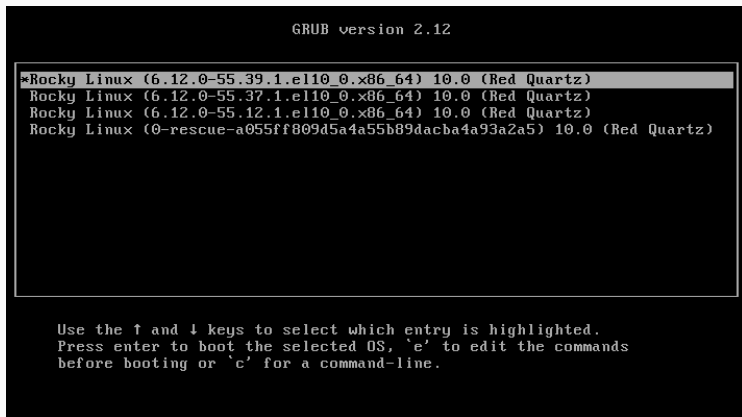 GRUB version 2.12
*Rocky Linux (6.12.0-55.39.1.el10_0.x86_64) 10.0 (Red Quartz)
Rocky Linux (6.12.0-55.37.1.el10_0.x86_64) 10.0 (Red Quartz)
Rocky Linux (6.12.0-55.12.1.el10_0.x86_64) 10.0 (Red Quartz)
Rocky Linux (0-rescue-a055ff809d5a4a55b89dacba4a93a2a5) 10.0 (Red Quartz)
Use the ↑ and ↓ keys to select which entry is highlighted.
Press enter to boot the selected OS, `e' to edit the commands
before booting or `c' for a command-line.